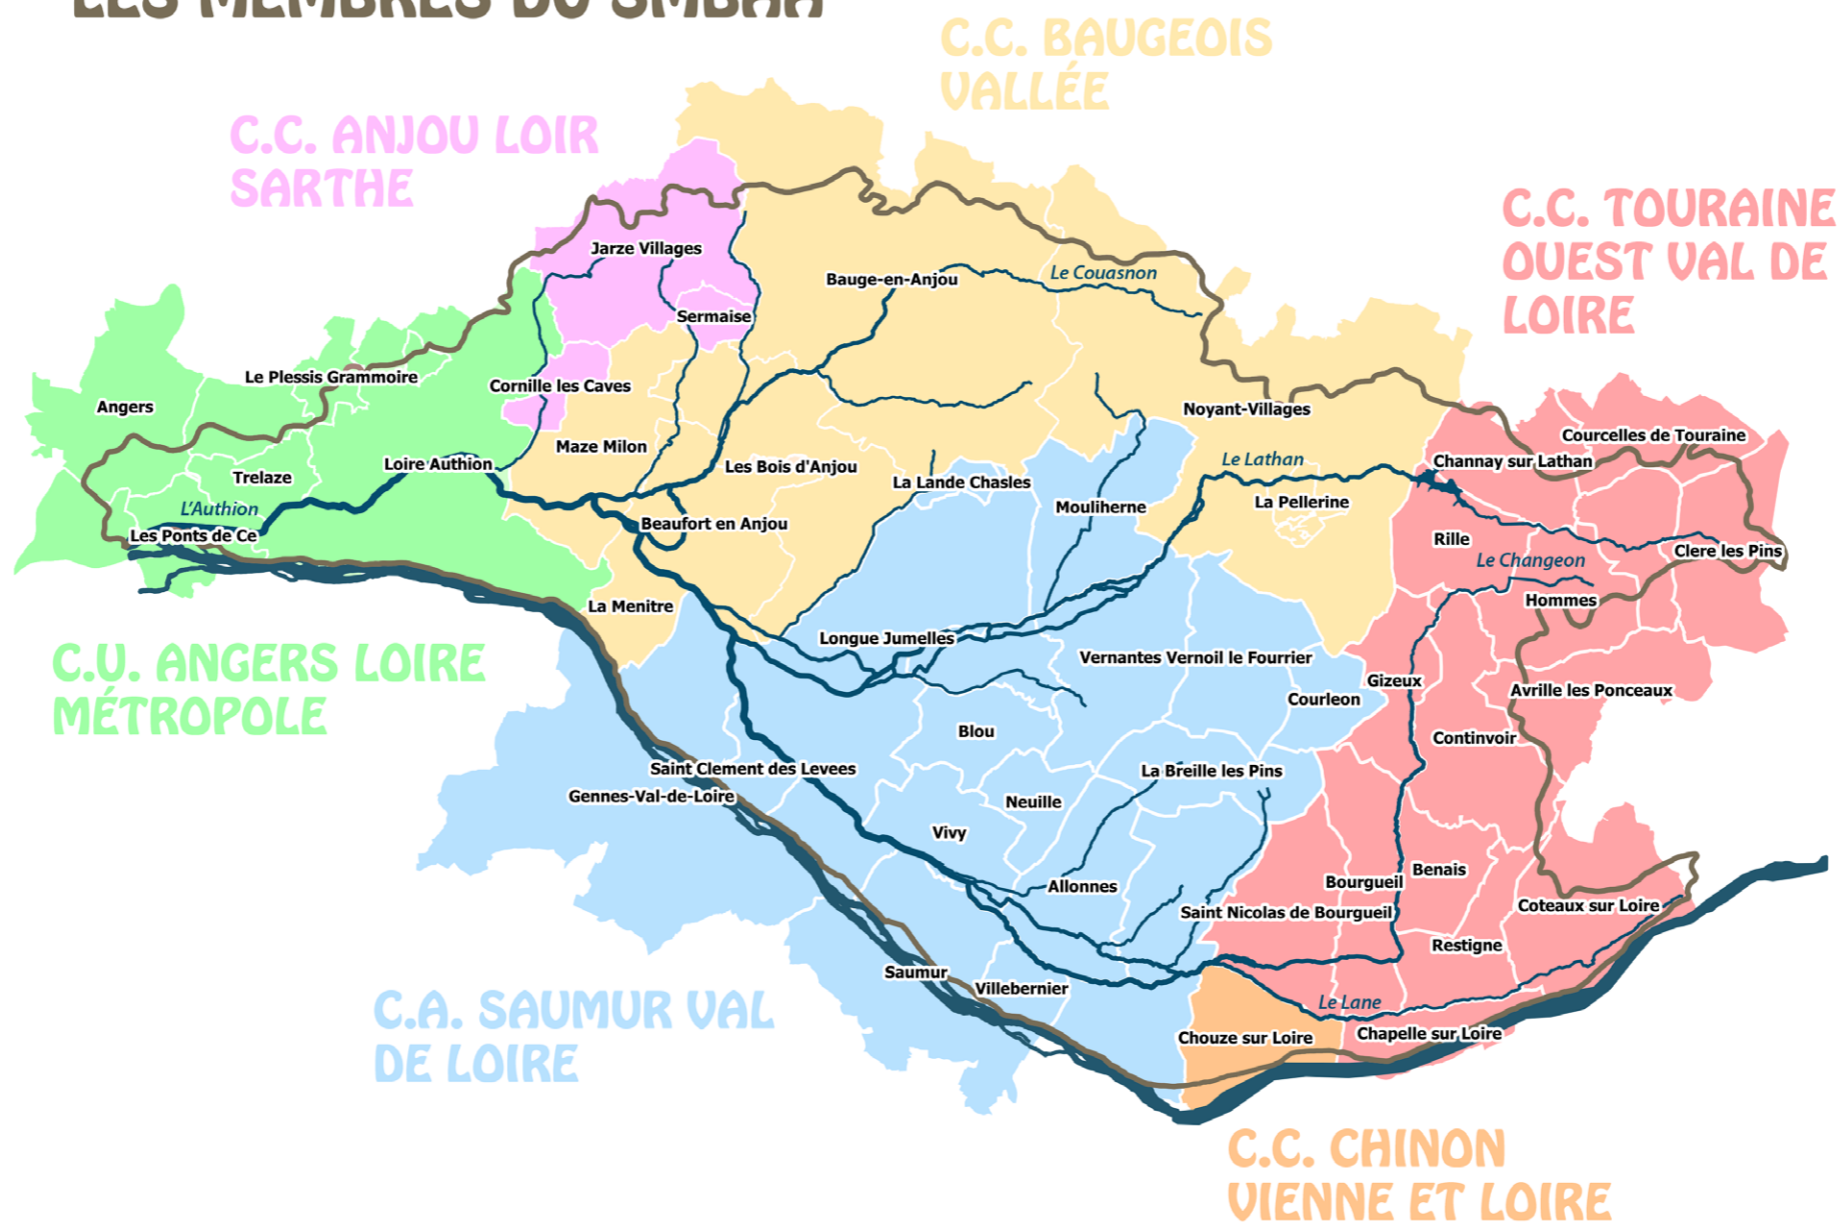 LES MEMBRES DU SMBAA
C.C. BAUGEOIS
VALLÉE
C.C. ANJOU LOIR
SARTHE
C.C. TOURAINE
OUEST VAL DE
LOIRE
Jarze Villages
Le Couasnon
Bauge-en-Anjou
Sermaise
Le Plessis Grammoire
Cornille les Caves
Angers
Noyant-Villages
Courcelles de Touraine
Maze Milon
Le Lathan
Channay sur Lathan
Loire Authion
Les Bois d'Anjou
Trelaze
La Lande Chasles
Mouliherne
La Pellerine
L'Authion
Beaufort en Anjou
Les Ponts de Ce
Rille
Clere les Pins
Le Changeon
Hommes
La Menitre
Longue Jumelles
C.U. ANGERS LOIRE
MÉTROPOLE
Vernantes Vernoil le Fourrier
Gizeux
Avrille les Ponceaux
Courleon
Blou
Continvoir
Saint Clement des Levees
La Breille les Pins
Gennes-Val-de-Loire
Neuille
Vivy
Benais
Allonnes
Bourgueil
Saint Nicolas de Bourgueil
Coteaux sur Loire
Restigne
Saumur
Villebernier
C.A. SAUMUR VAL
DE LOIRE
Le Lane
Chouze sur Loire
Chapelle sur Loire
C.C. CHINON
VIENNE ET LOIRE